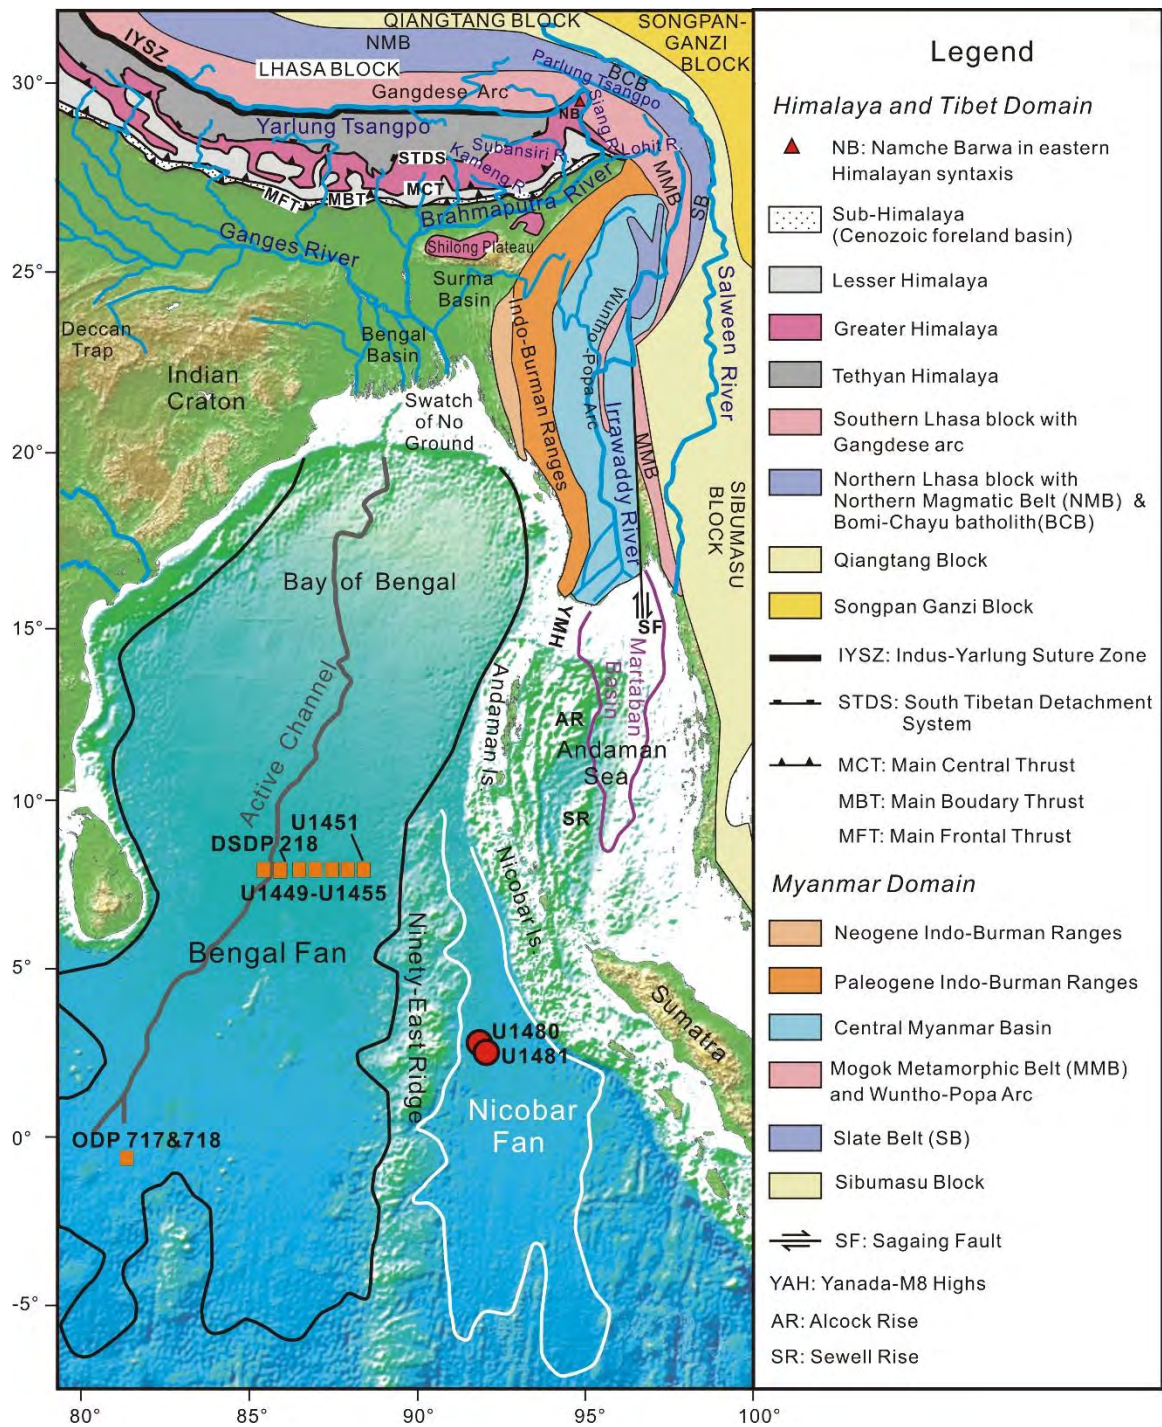 QIANGTANG BLOCK
SONGPAN-
GANZI
BLOCK
IYSZ
NMB
LHASA BLOCK
BCB
Parlung Tsangpo
Gangdese Arc
NB
Siang R.
Yarlung Tsangpo
Subansiri R.
Lohit R.
STDS
Kameng R.
MCT
MBT
MFT
MMB
SB
Brahmaputra River
Ganges River
Shilong Plateau
Surma
Basin
Deccan
Trap
Bengal
Basin
Indian
Craton
Swatch
of No
Ground
Indo-Burman Ranges
Wuntho-Popa Arc
Irrawaddy River
MMB
Salween River
SIBUMASU
BLOCK
Bay of Bengal
YMH
SF
Martaban
Basin
Active Channel
Andaman Is.
AR
Andaman
Sea
SR
U1451
DSDP 218
U1449-U1455
Nicobar Is.
Bengal Fan
Ninety-East Ridge
Sumatra
U1480
U1481
Nicobar
Fan
ODP 717&718
30°
25°
20°
15°
10°
5°
0°
-5°
80°
85°
90°
95°
100°
Legend
Himalaya and Tibet Domain
NB: Namche Barwa in eastern
Himalayan syntaxis
Sub-Himalaya
(Cenozoic foreland basin)
Lesser Himalaya
Greater Himalaya
Tethyan Himalaya
Southern Lhasa block with
Gangdese arc
Northern Lhasa block with
Northern Magmatic Belt (NMB) &
Bomi-Chayu batholith(BCB)
Qiangtang Block
Songpan Ganzi Block
IYSZ: Indus-Yarlung Suture Zone
STDS: South Tibetan Detachment
System
MCT: Main Central Thrust
MBT: Main Boudary Thrust
MFT: Main Frontal Thrust
Myanmar Domain
Neogene Indo-Burman Ranges
Paleogene Indo-Burman Ranges
Central Myanmar Basin
Mogok Metamorphic Belt (MMB)
and Wuntho-Popa Arc
Slate Belt (SB)
Sibumasu Block
SF: Sagaing Fault
YAH: Yanada-M8 Highs
AR: Alcock Rise
SR: Sewell Rise